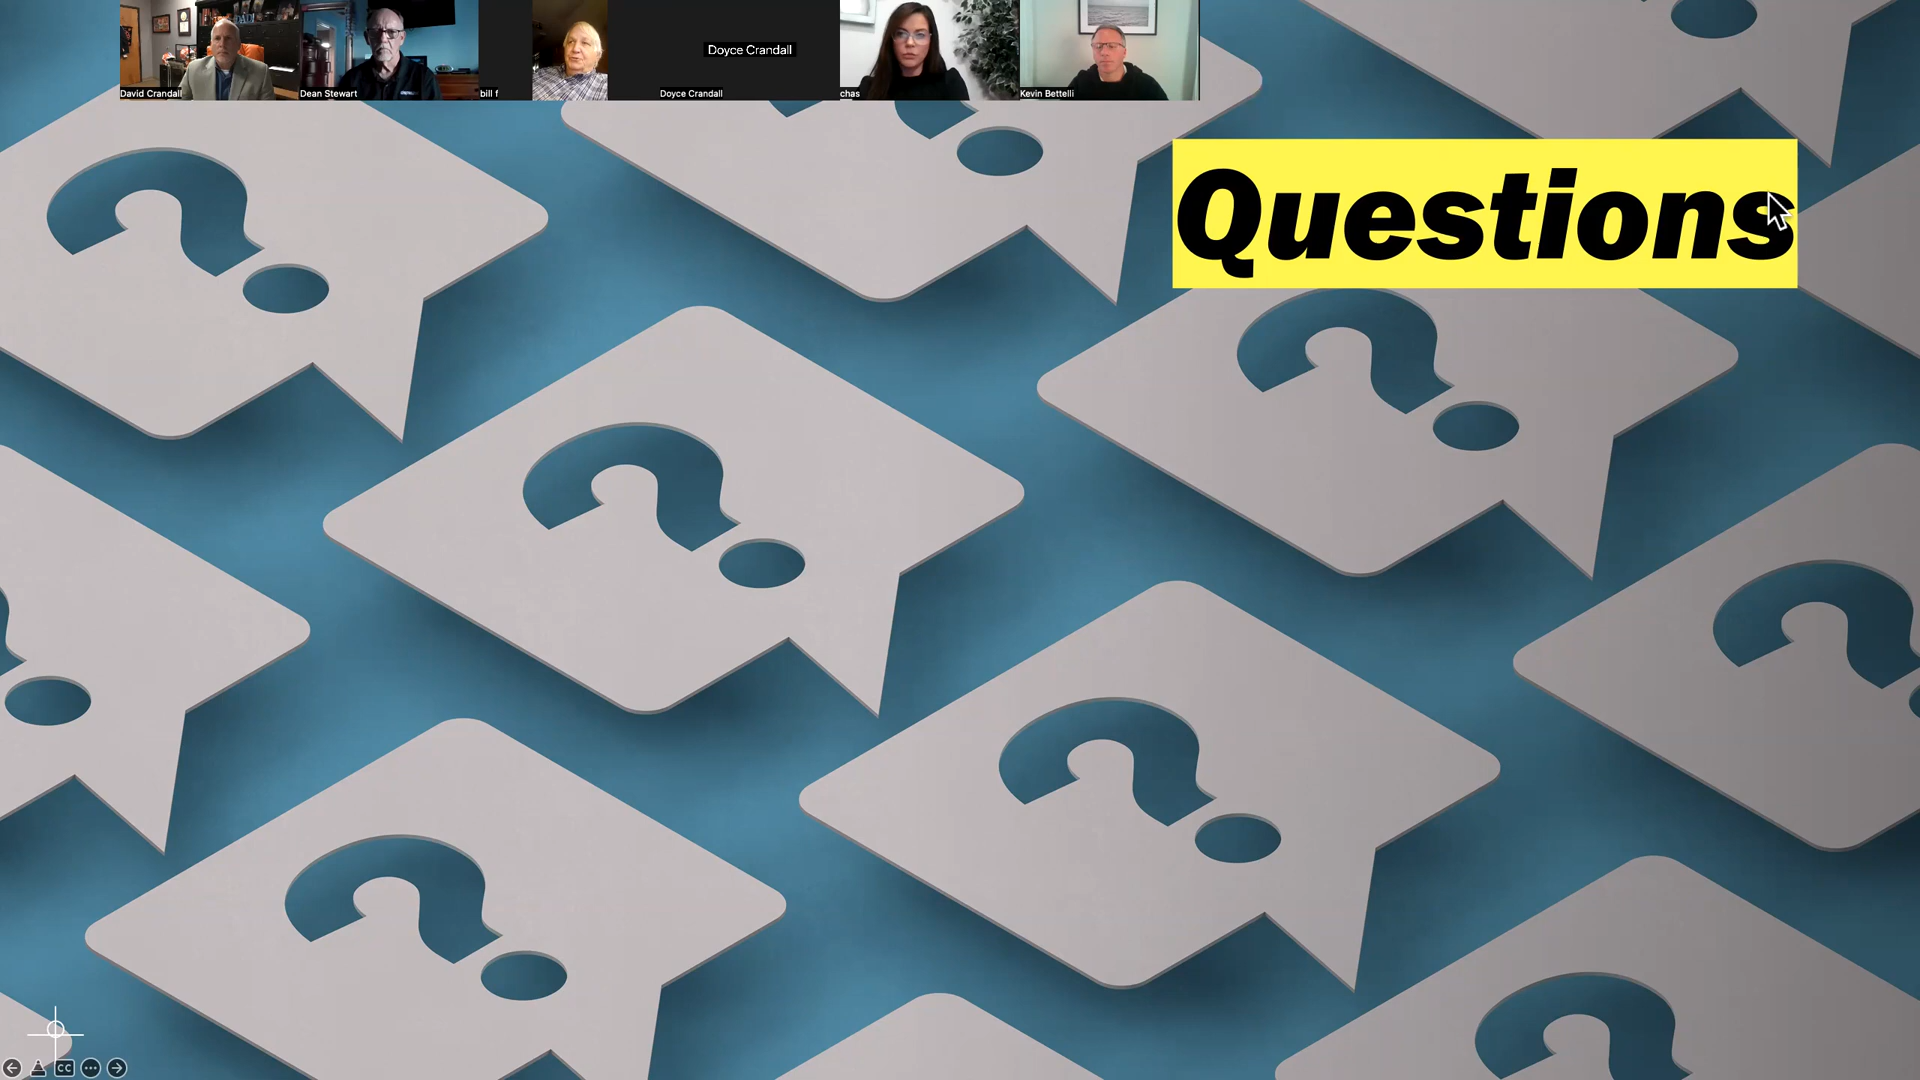 Doyce Crandall
David Crandall
Dean Stewart
bill f
Doyce Crandall
chas
Kevin Bettelli
Questions
CC